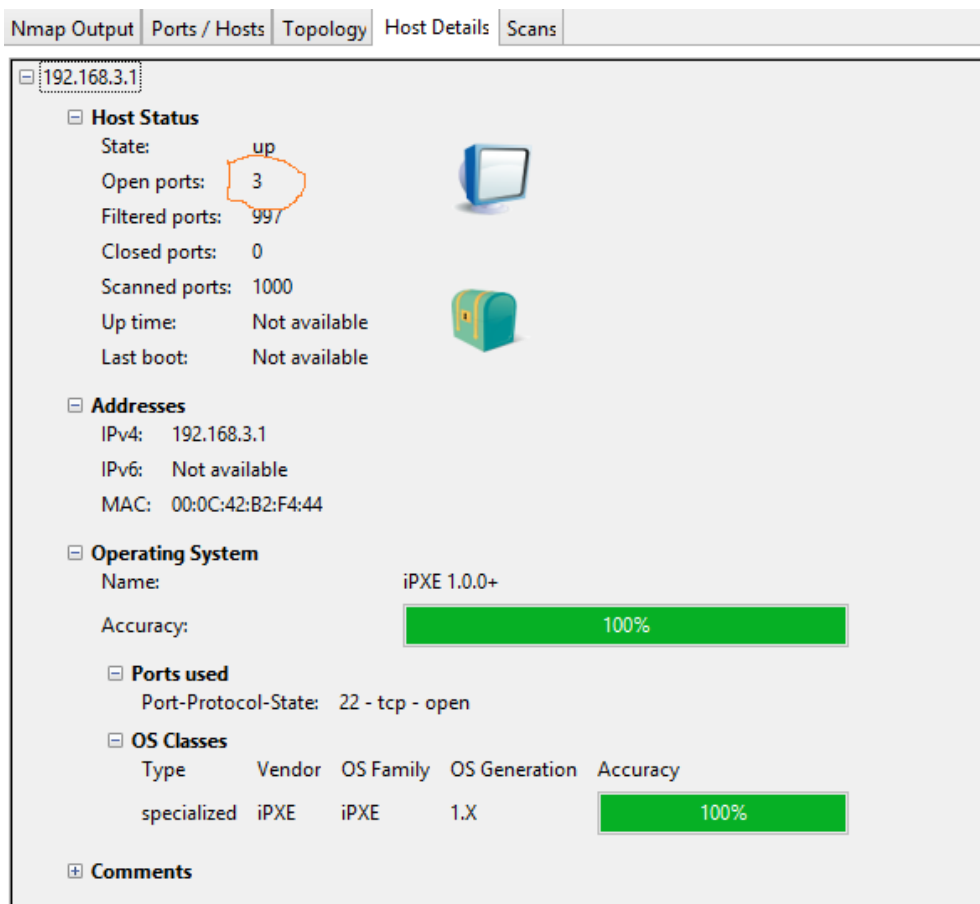 Nmap Output Ports / Hosts Topology Host Details Scans
192.168.3.1
Host Status
State: up
Open ports: 3
Filtered ports: 997
Closed ports: 0
Scanned ports: 1000
Up time: Not available
Last boot: Not available
Addresses
IPv4: 192.168.3.1
IPv6: Not available
MAC: 00:0C:42:B2:F4:44
Operating System
Name: iPXE 1.0.0+
Accuracy: 100%
Ports used
Port-Protocol-State: 22 - tcp - open
OS Classes
Type Vendor OS Family OS Generation Accuracy
specialized iPXE iPXE 1.X 100%
Comments